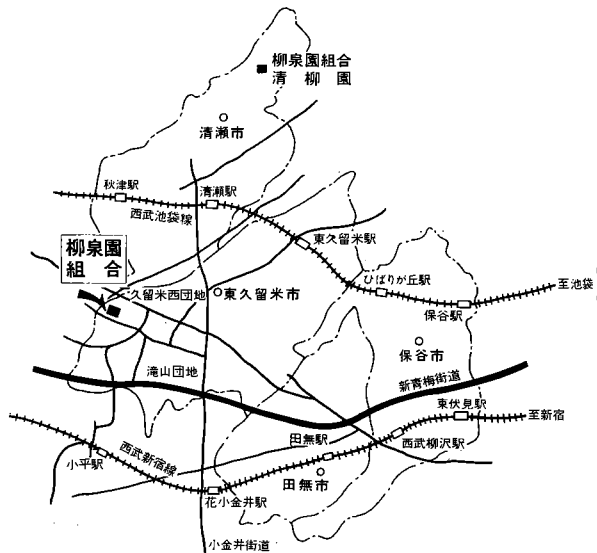 柳泉園組合
清柳園
清瀬市
秋津駅
清瀬駅
西武池袋線
東久留米駅
柳泉園
組合
ひばりが丘駅
至池袋
久留米西団地
東久留米市
保谷駅
保谷市
滝山団地
新青梅街道
東伏見駅
至新宿
田無駅
西武柳沢駅
西武新宿線
小平駅
田無市
花小金井駅
小金井街道